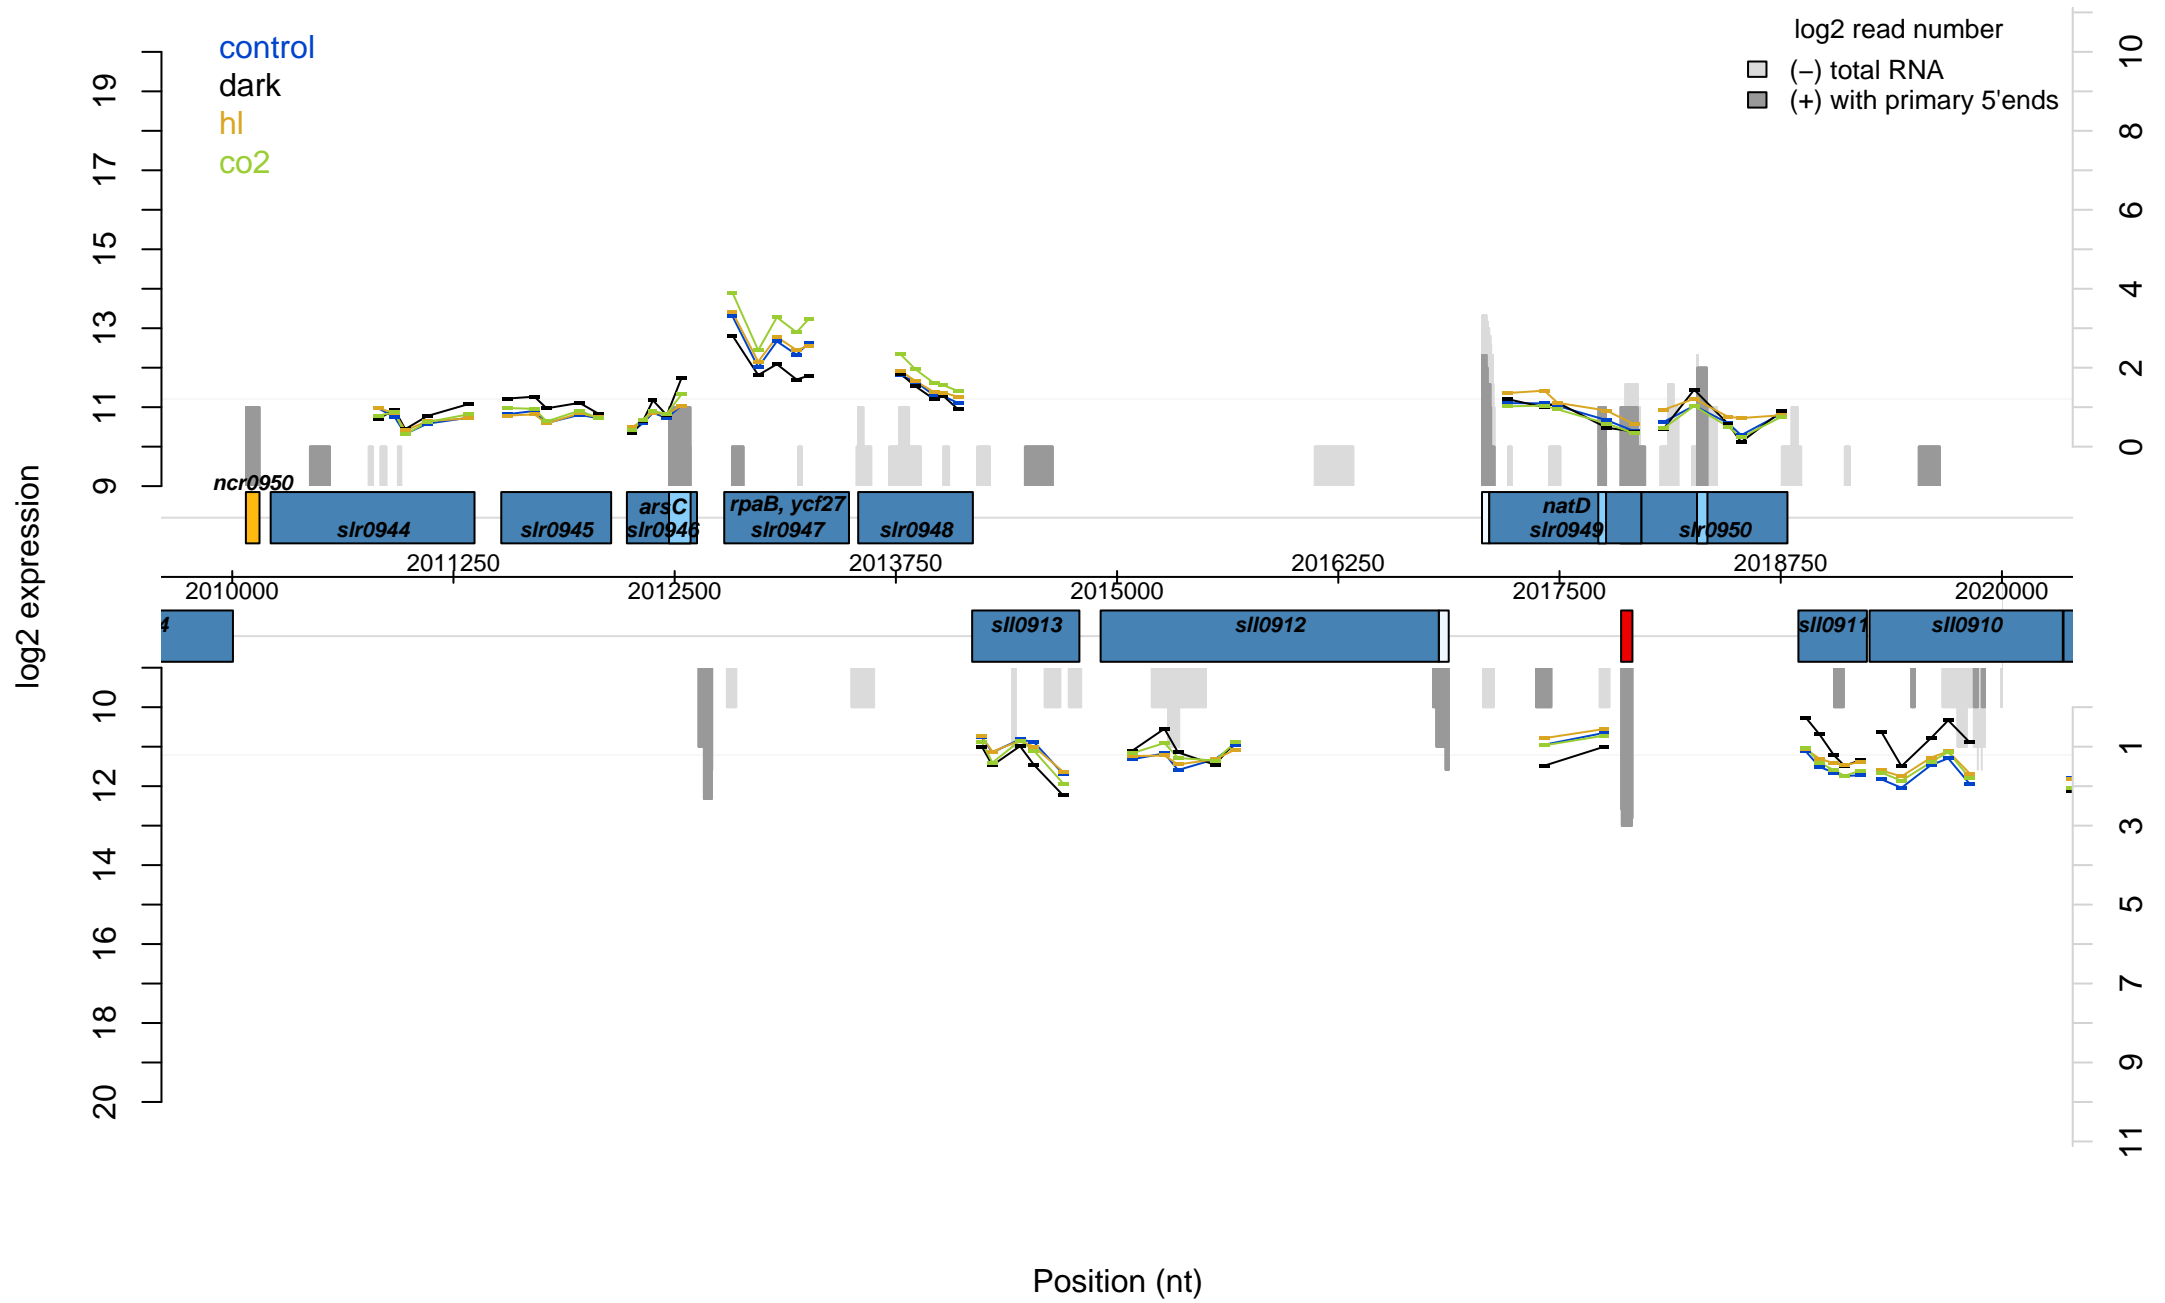 control
dark
hl
co2
log2 read number
(−) total RNA
(+) with primary 5'ends
19
17
15
13
11
9
10
8
6
4
2
0
log2 expression
ncr0950
slr0944
slr0945
arsC
slr0946
rpaB, ycf27
slr0947
slr0948
natD
slr0949
slr0950
2011250
2013750
2016250
2018750
2010000
2012500
2015000
2017500
2020000
4
sll0913
sll0912
sll0911
sll0910
10
12
14
16
18
20
1
3
5
7
9
11
Position (nt)